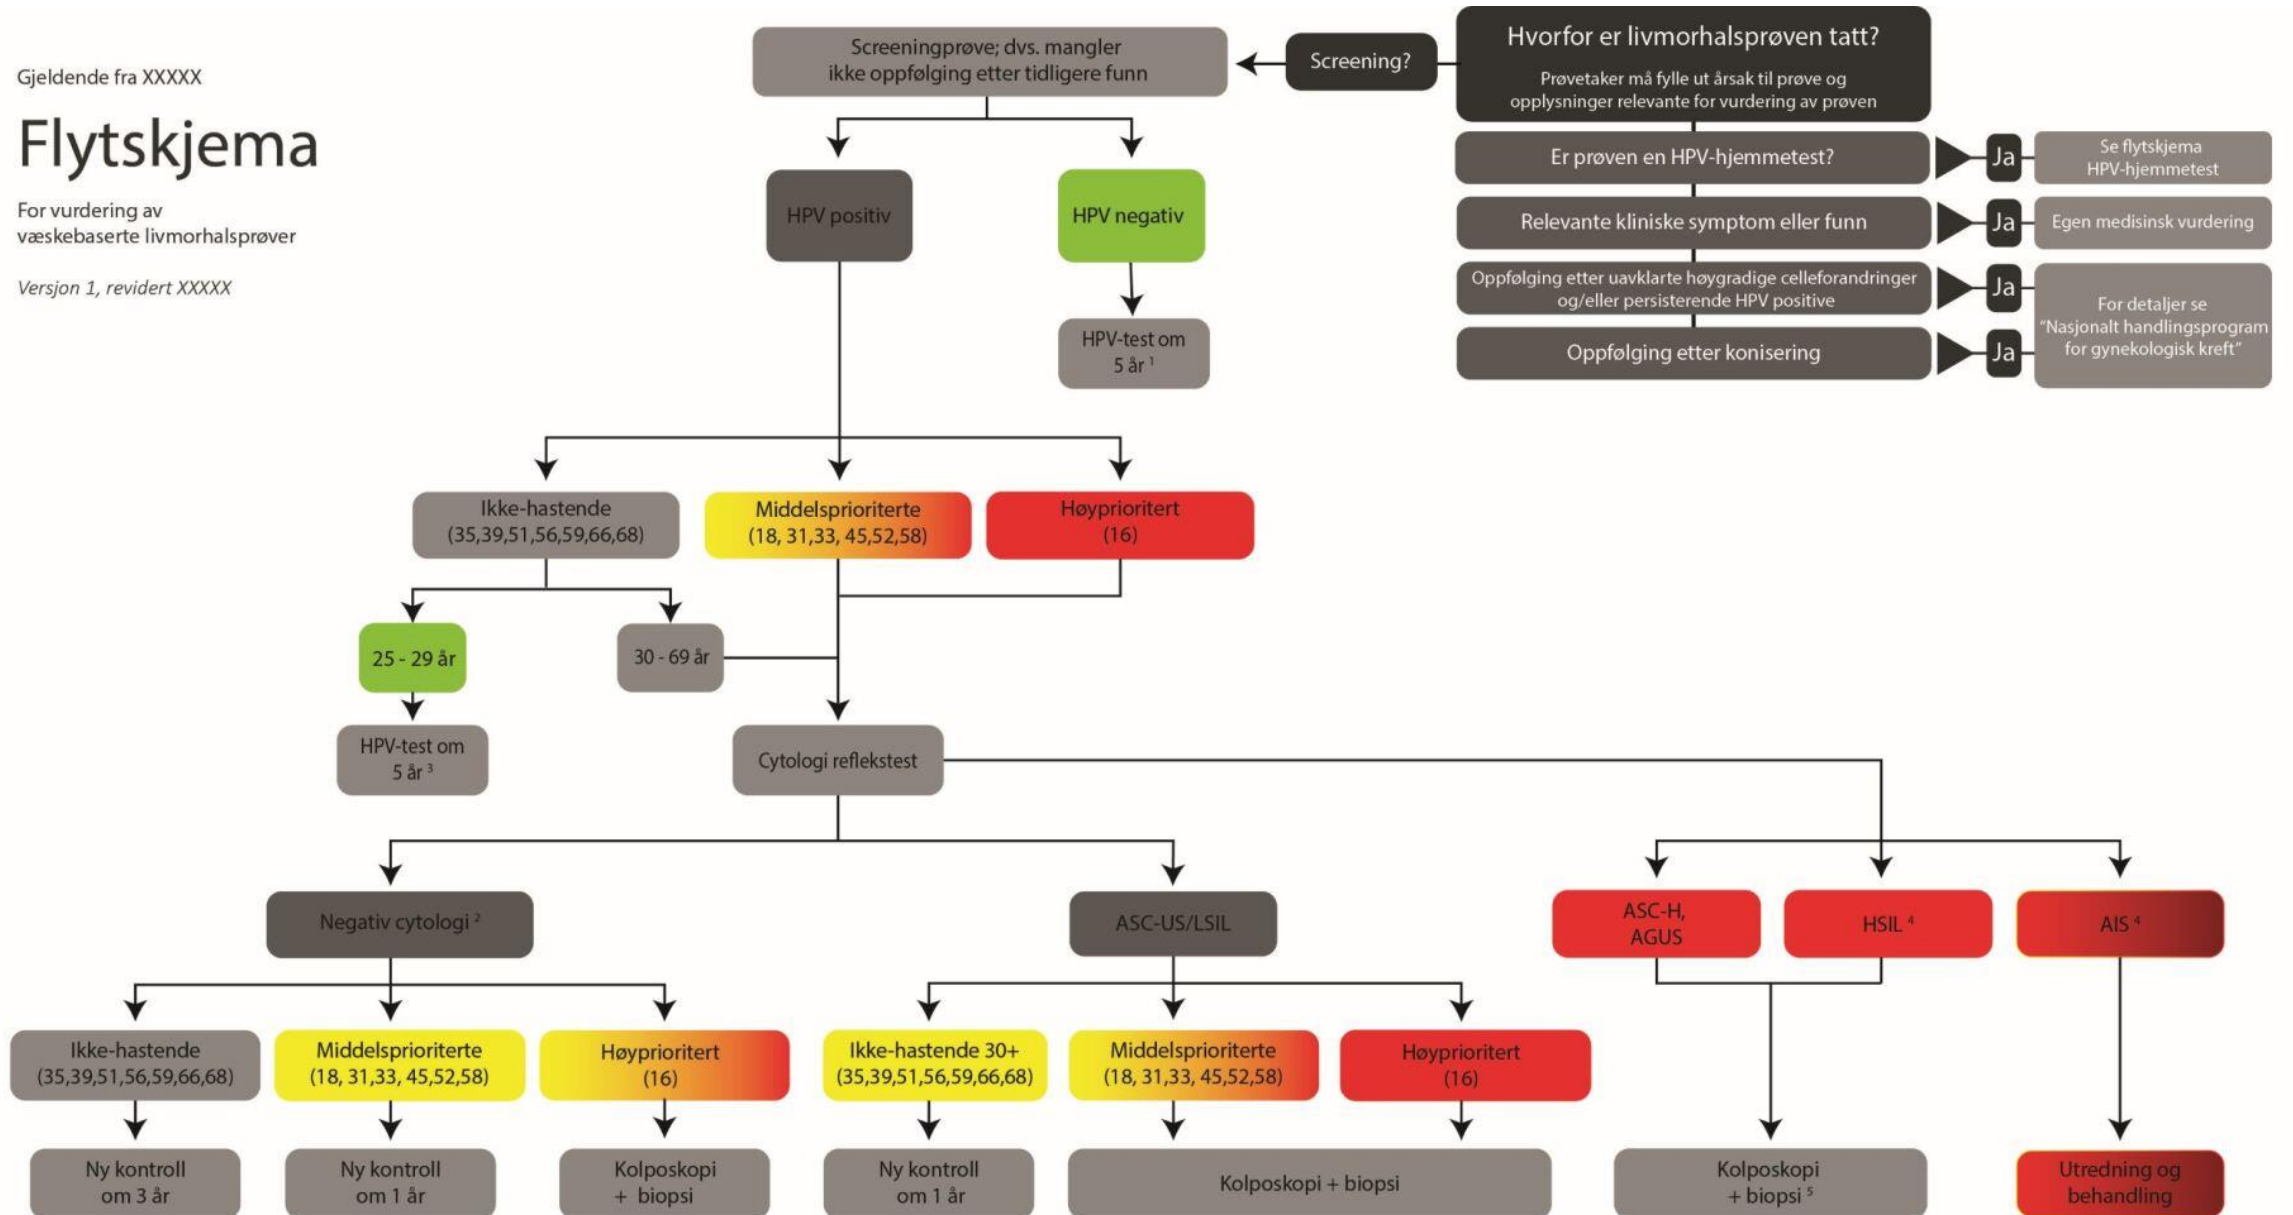 Gjeldende fra XXXXX
Flytskjema
For vurdering av
væskebaserte livmorhalsprøver
Versjon 1, revidert XXXXX
Screeningprøve; dvs. mangler
ikke oppfølging etter tidligere funn
Screening?
Hvorfor er livmorhalsprøven tatt?
Prøvetaker må fylle ut årsak til prøve og
opplysninger relevante for vurdering av prøven
Er prøven en HPV-hjemmetest?
Ja
Se flytskjema
HPV-hjemmetest
Relevante kliniske symptom eller funn
Ja
Egen medisinsk vurdering
Oppfølging etter uavklarte høygradige celleforandringer
og/eller persisterende HPV positive
Ja
Oppfølging etter konisering
Ja
For detaljer se
"Nasjonalt handlingsprogram
for gynekologisk kreft"
HPV positiv
HPV negativ
HPV-test om
5 år ¹
Ikke-hastende
(35,39,51,56,59,66,68)
Middelsprioriterte
(18, 31,33, 45,52,58)
Høyprioritert
(16)
25 - 29 år
30 - 69 år
HPV-test om
5 år ³
Cytologi reflekstest
Negativ cytologi ²
ASC-US/LSIL
ASC-H,
AGUS
HSIL ⁴
AIS ⁴
Ikke-hastende
(35,39,51,56,59,66,68)
Middelsprioriterte
(18, 31,33, 45,52,58)
Høyprioritert
(16)
Ikke-hastende 30+
(35,39,51,56,59,66,68)
Middelsprioriterte
(18, 31,33, 45,52,58)
Høyprioritert
(16)
Ny kontroll
om 3 år
Ny kontroll
om 1 år
Kolposkopi
+ biopsi
Ny kontroll
om 1 år
Kolposkopi + biopsi
Kolposkopi
+ biopsi ⁵
Utredning og
behandling